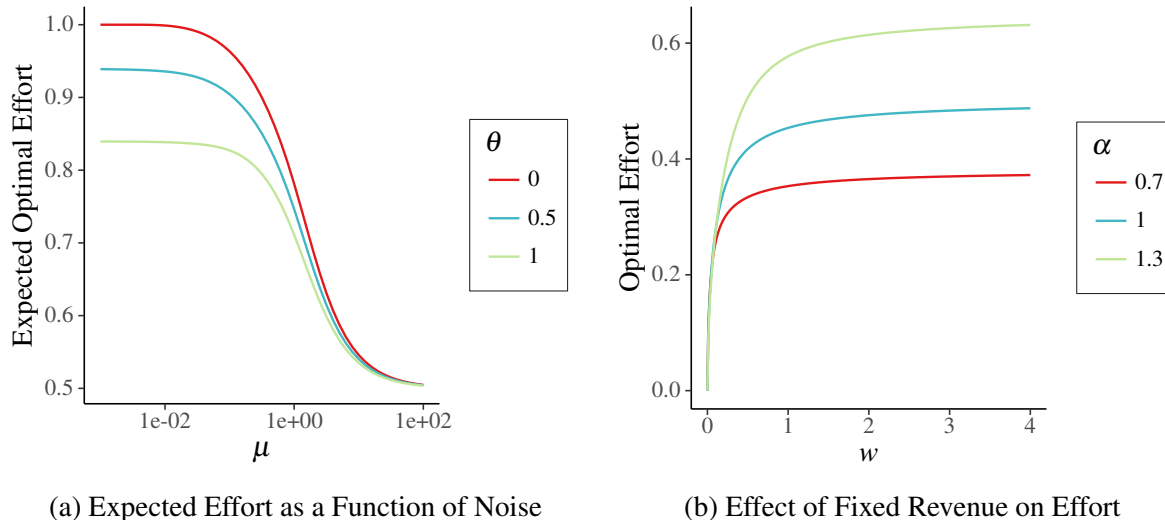 Expected Optimal Effort
1.0
0.9
0.8
0.7
0.6
0.5
1e-02 1e+00 1e+02
μ
θ
0
0.5
1
(a) Expected Effort as a Function of Noise
Optimal Effort
0.6
0.4
0.2
0.0
0 1 2 3 4
w
α
0.7
1
1.3
(b) Effect of Fixed Revenue on Effort